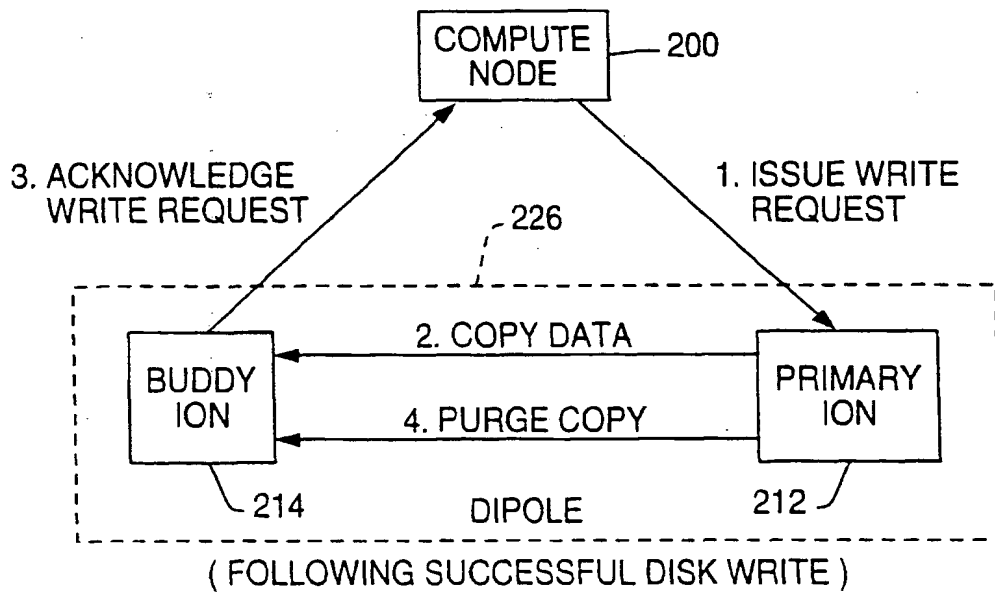 COMPUTE
NODE
200
3. ACKNOWLEDGE
WRITE REQUEST
1. ISSUE WRITE
REQUEST
226
2. COPY DATA
BUDDY
ION
PRIMARY
ION
4. PURGE COPY
214
DIPOLE
212
( FOLLOWING SUCCESSFUL DISK WRITE )